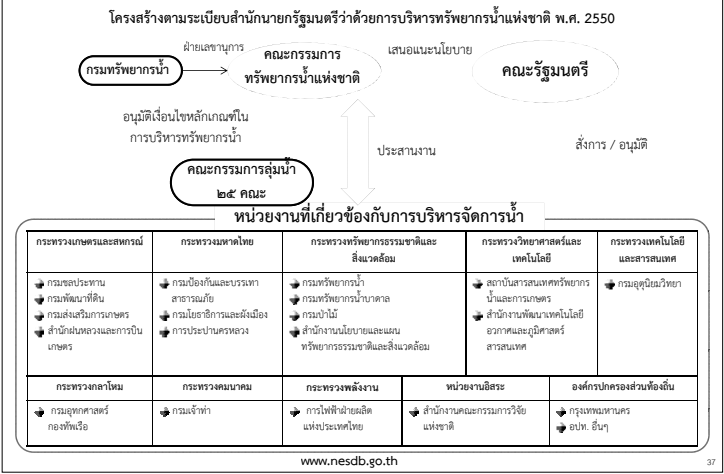 โครงสร้างตามระเบียบสำนักนายกรัฐมนตรีว่าด้วยการบริหารทรัพยากรน้ำแห่งชาติ พ.ศ. 2550
ฝ่ายเลขานุการ
กรมทรัพยากรน้ำ
คณะกรรมการ
ทรัพยากรน้ำแห่งชาติ
เสนอแนะนโยบาย
คณะรัฐมนตรี
อนุมัติเงื่อนไขหลักเกณฑ์ใน
การบริหารทรัพยากรน้ำ
ประสานงาน
สั่งการ / อนุมัติ
คณะกรรมการลุ่มน้ำ
๒๕ คณะ
หน่วยงานที่เกี่ยวข้องกับการบริหารจัดการน้ำ
กระทรวงเกษตรและสหกรณ์
กรมชลประทาน
กรมพัฒนาที่ดิน
กรมส่งเสริมการเกษตร
สำนักฝนหลวงและการบิน
เกษตร
กระทรวงมหาดไทย
กรมป้องกันและบรรเทา
สาธารณภัย
กรมโยธาธิการและผังเมือง
การประปานครหลวง
กระทรวงทรัพยากรธรรมชาติและ
สิ่งแวดล้อม
กรมทรัพยากรน้ำ
กรมทรัพยากรน้ำบาดาล
กรมป่าไม้
สำนักงานนโยบายและแผน
ทรัพยากรธรรมชาติและสิ่งแวดล้อม
กระทรวงวิทยาศาสตร์และ
เทคโนโลยี
สถาบันสารสนเทศทรัพยากร
น้ำและการเกษตร
สำนักงานพัฒนาเทคโนโลยี
อวกาศและภูมิศาสตร์
สารสนเทศ
กระทรวงเทคโนโลยี
และสารสนเทศ
กรมอุตุนิยมวิทยา
กระทรวงกลาโหม
กรมอุทกศาสตร์
กองทัพเรือ
กระทรวงคมนาคม
กรมเจ้าท่า
กระทรวงพลังงาน
การไฟฟ้าฝ่ายผลิต
แห่งประเทศไทย
หน่วยงานอิสระ
สำนักงานคณะกรรมการวิจัย
แห่งชาติ
องค์กรปกครองส่วนท้องถิ่น
กรุงเทพมหานคร
อปท. อื่นๆ
www.nesdb.go.th
37